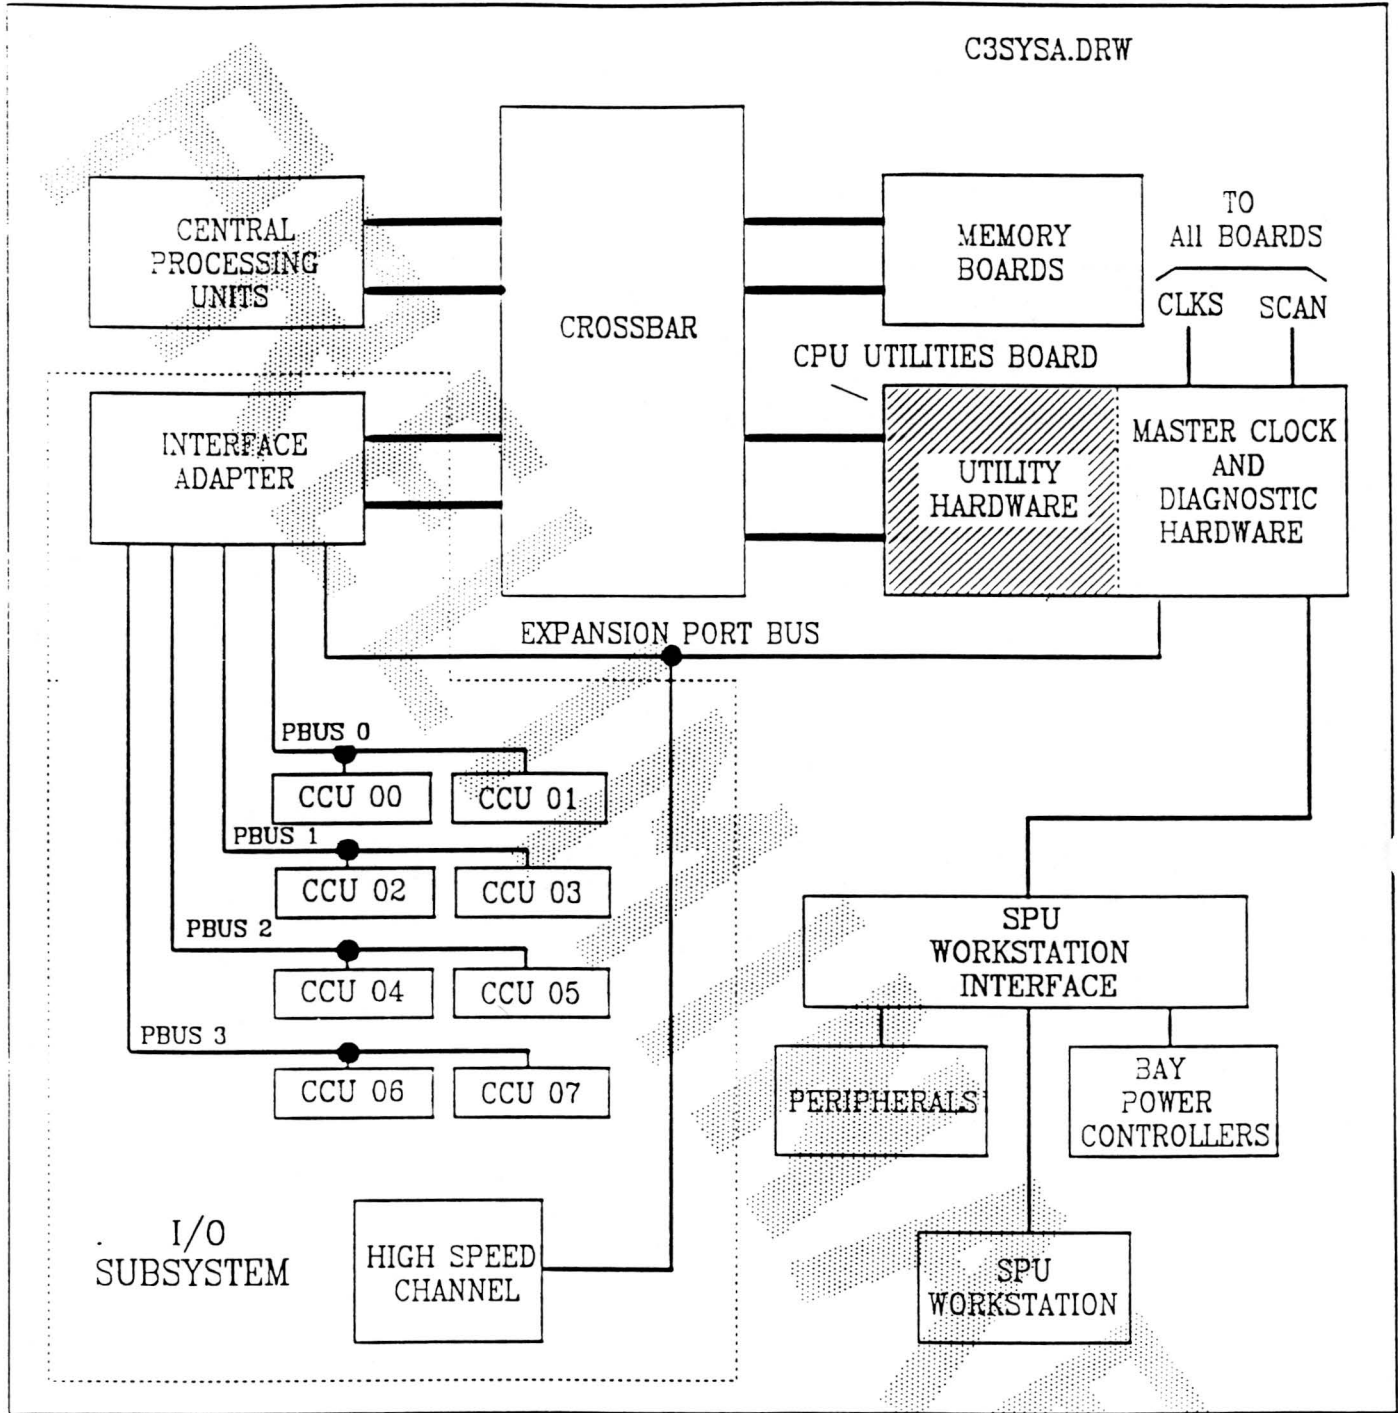 C3SYSA.DRW
CENTRAL
PROCESSING
UNITS
CROSSBAR
MEMORY
BOARDS
TO
All BOARDS
CLKS SCAN
CPU UTILITIES BOARD
INTERFACE
ADAPTER
UTILITY
HARDWARE
MASTER CLOCK
AND
DIAGNOSTIC
HARDWARE
EXPANSION PORT BUS
PBUS 0
CCU 00 CCU 01
PBUS 1
CCU 02 CCU 03
PBUS 2
CCU 04 CCU 05
PBUS 3
CCU 06 CCU 07
SPU
WORKSTATION
INTERFACE
PERIPHERALS
BAY
POWER
CONTROLLERS
I/O
SUBSYSTEM
HIGH SPEED
CHANNEL
SPU
WORKSTATION